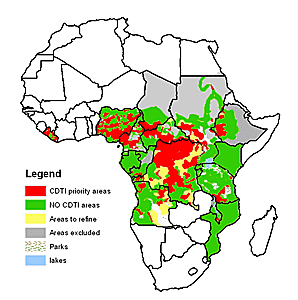 Legend
CDTI priority areas
NO CDTI areas
Areas to refine
Areas excluded
Parks
lakes